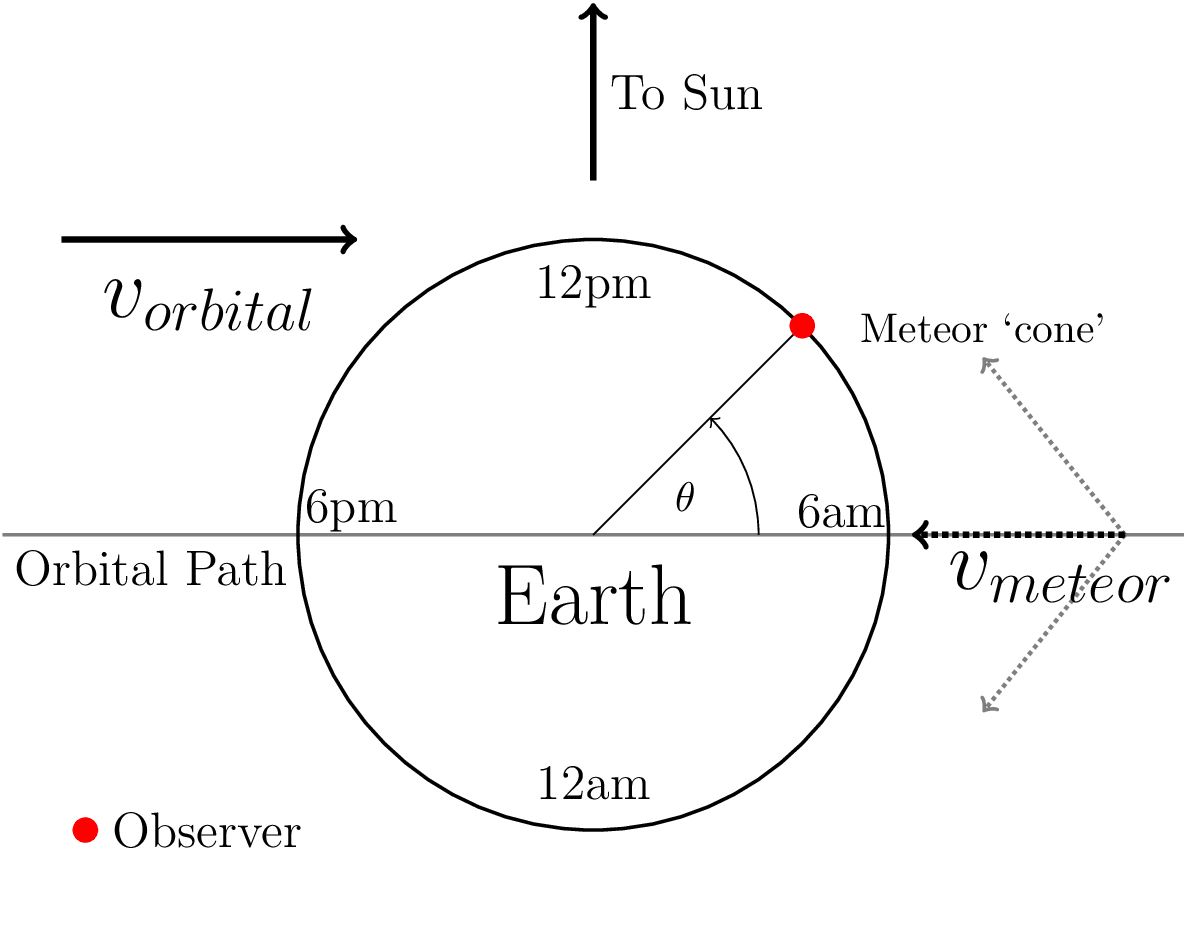 To Sun
v_orbital
12pm
Meteor ‘cone’
θ
6pm
6am
Orbital Path
v_meteor
Earth
12am
Observer